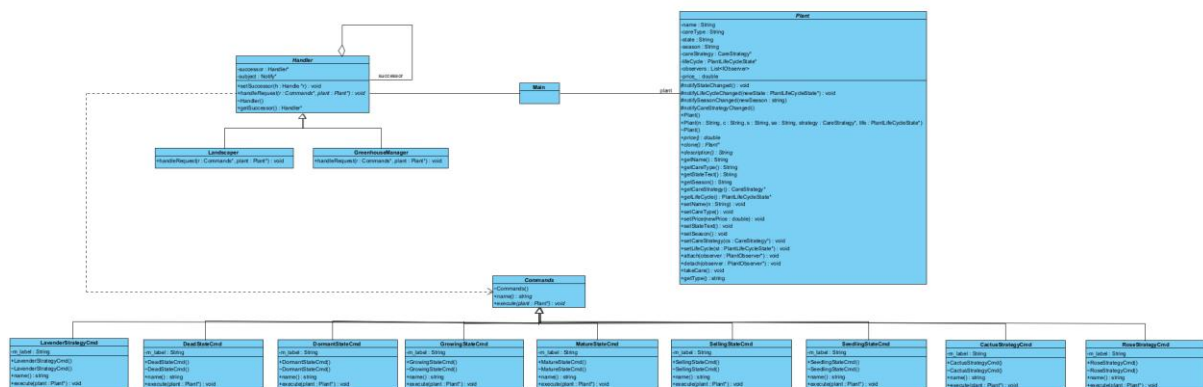 Handler
-successor : Handler*
-subject : Notify*
+setSuccessor(h : Handle *r) : void
+handleRequest(r : Commands*, plant : Plant*) : void
~Handler()
+getSuccessor() : Handler*
successor
Landscaper
+handleRequest(r : Commands*, plant : Plant*) : void
GreenhouseManager
+handleRequest(r : Commands*, plant : Plant*) : void
Main
plant
Plant
-name : String
-careType : String
-state : String
-season : String
-careStrategy : CareStrategy*
-lifeCycle : PlantLifeCycleState*
-observers : List<IObserver>
-price_ : double
#notifyStateChanged() : void
#notifyLifeCycleChanged(newState : PlantLifeCycleState*) : void
#notifySeasonChanged(newSeason : string)
#notifyCareStrategyChanged()
+Plant()
+Plant(n : String, c : String, s : String, se : String, strategy : CareStrategy*, life : PlantLifeCycleState*)
~Plant()
+price() : double
+clone() : Plant*
+description() : String
+getName() : String
+getCareType() : String
+getStateText() : String
+getSeason() : String
+getCareStrategy() : CareStrategy*
+getLifeCycle() : PlantLifeCycleState*
+setName(n : String) : void
+setCareType() : void
+setPrice(newPrice : double) : void
+setStateText() : void
+setSeason() : void
+setCareStrategy(cs : CareStrategy*) : void
+setLifeCycle(st : PlantLifeCycleState*) : void
+attach(observer : PlantObserver*) : void
+detach(observer : PlantObserver*) : void
+takeCare() : void
+getType() : string
Commands
~Commands()
+name() : string
+execute(plant : Plant*) : void
LavenderStrategyCmd
-m_label : String
+LavenderStrategyCmd()
+LavenderStrategyCmd()
+name() : string
+execute(plant : Plant*) : void
DeadStateCmd
-m_label : String
+DeadStateCmd()
+DeadStateCmd()
+name() : string
+execute(plant : Plant*) : void
DormantStateCmd
-m_label : String
+DormantStateCmd()
+DormantStateCmd()
+name() : string
+execute(plant : Plant*) : void
GrowingStateCmd
-m_label : String
+GrowingStateCmd()
+GrowingStateCmd()
+name() : string
+execute(plant : Plant*) : void
MatureStateCmd
-m_label : String
+MatureStateCmd()
+MatureStateCmd()
+name() : string
+execute(plant : Plant*) : void
SellingStateCmd
-m_label : String
+SellingStateCmd()
+SellingStateCmd()
+name() : string
+execute(plant : Plant*) : void
SeedlingStateCmd
-m_label : String
+SeedlingStateCmd()
+SeedlingStateCmd()
+name() : string
+execute(plant : Plant*) : void
CactusStrategyCmd
-m_label : String
+CactusStrategyCmd()
+CactusStrategyCmd()
+name() : string
+execute(plant : Plant*) : void
RoseStrategyCmd
-m_label : String
+RoseStrategyCmd()
+RoseStrategyCmd()
+name() : string
+execute(plant : Plant*) : void